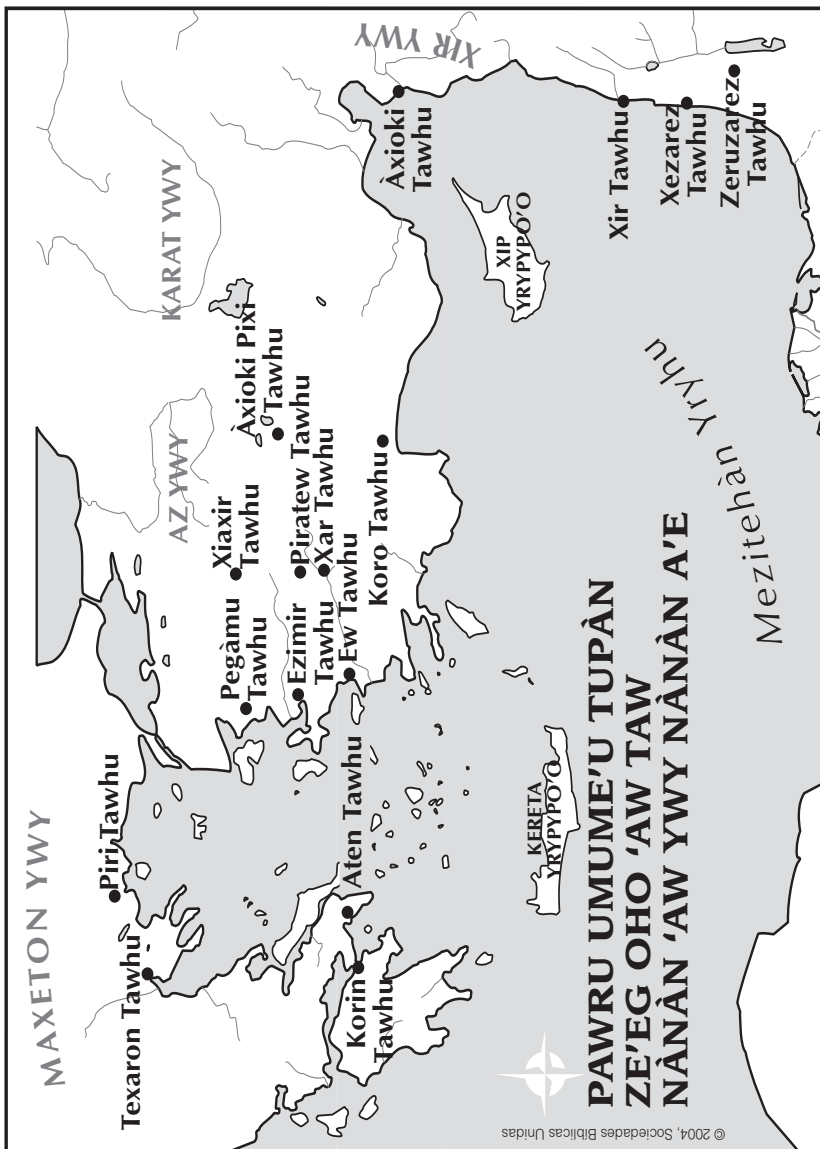 MAXETON YWY
Piri Tawhu
Texaron Tawhu
KARAT YWY
XIR YWY
AZ YWY
Xiaxir
Tawhu
Pegàmu
Tawhu
Àxioki Pixi
Tawhu
Àxioki
Tawhu
Ezimir
Tawhu
Piratew Tawhu
Xar Tawhu
Ew Tawhu
Koro Tawhu
Aten Tawhu
Korin
Tawhu
XIP
YRYPYPO'O
KERETA
YRYPYPO'O
Xir Tawhu
Xezarez
Tawhu
Zeruzarez
Tawhu
Mezitehàn Yryhu
PAWRU UMUME'U TUPÀN
ZE'EG OHO 'AW TAW
NÀNÀN 'AW YWY NÀNÀN A'E
© 2004, Sociedades Bíblicas Unidas